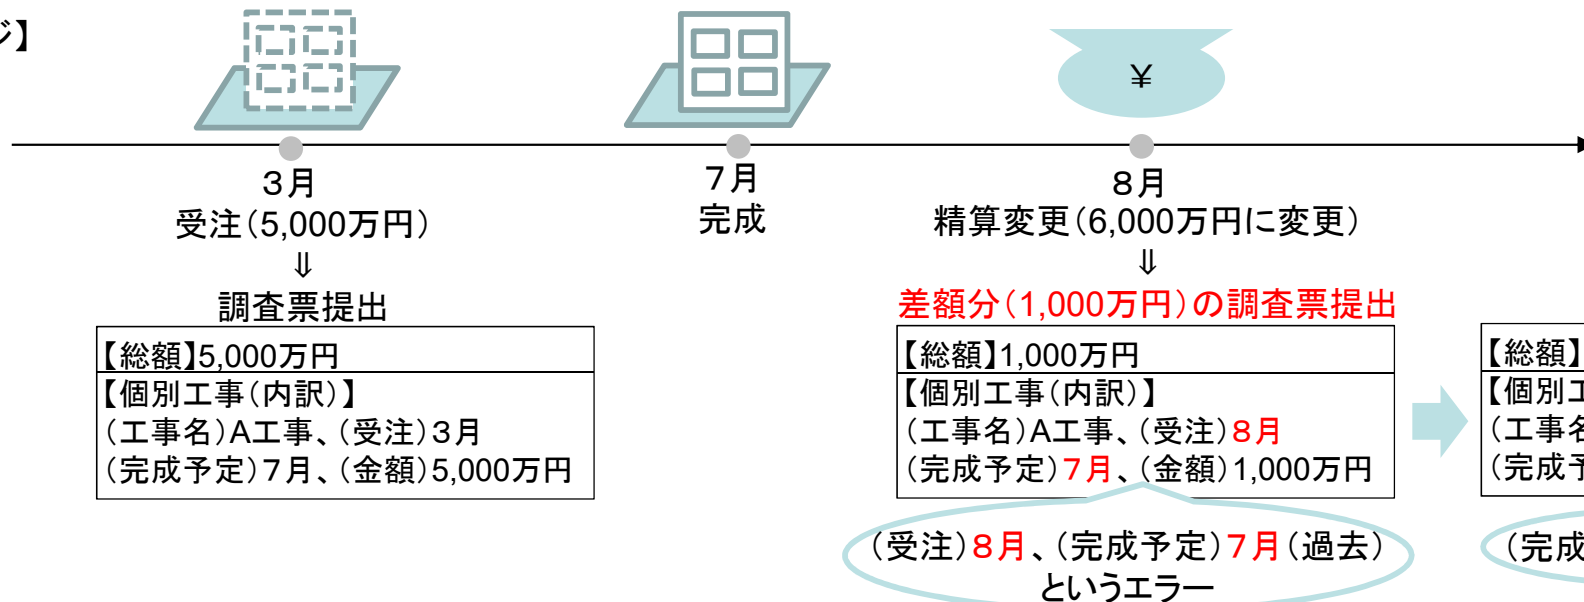 ジ】
￥
３月
受注（5,000万円）
⇓
調査票提出
【総額】5,000万円
【個別工事（内訳）】
（工事名）A工事、（受注）３月
（完成予定）７月、（金額）5,000万円
７月
完成
８月
精算変更（6,000万円に変更）
⇓
差額分（1,000万円）の調査票提出
【総額】1,000万円
【個別工事（内訳）】
（工事名）A工事、（受注）８月
（完成予定）７月、（金額）1,000万円
（受注）８月、（完成予定）７月（過去）
というエラー
【総額】
【個別工
（工事名
（完成予
（完成